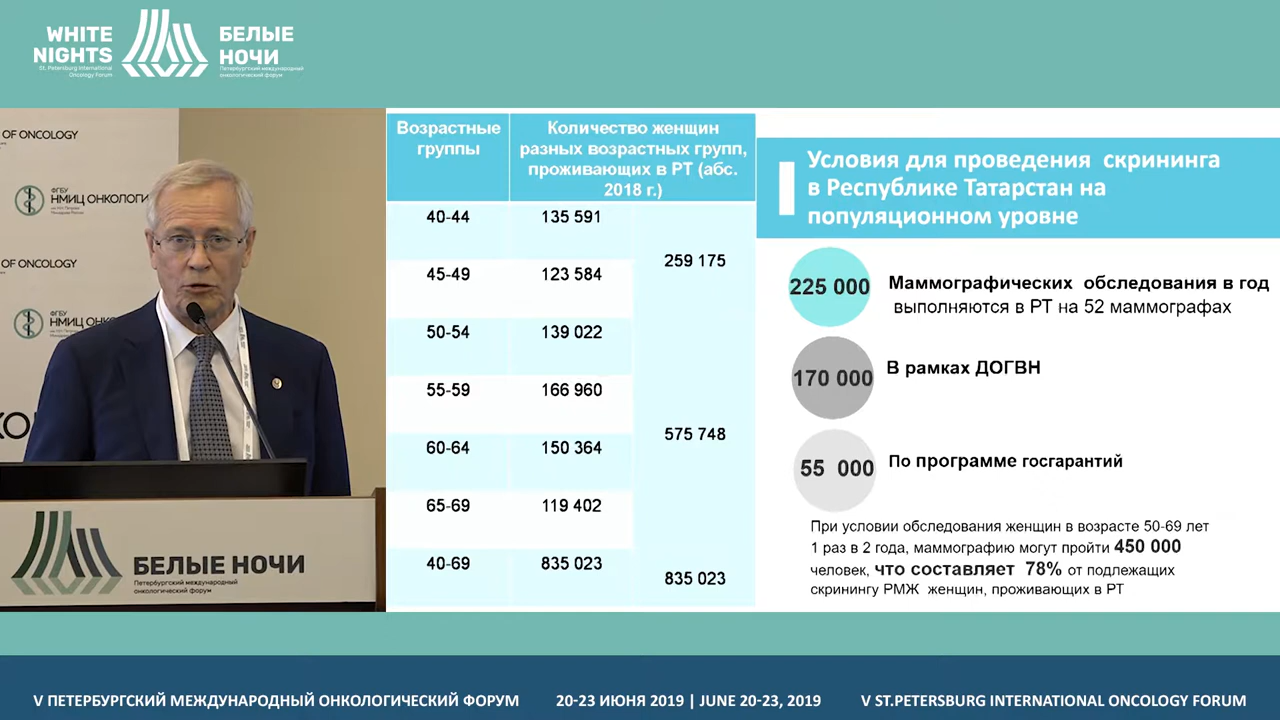 WHITE
NIGHTS
St. Petersburg International
Oncology Forum
БЕЛЫЕ
НОЧИ
Петербургский международный
онкологический форум
OF ONCOLOGY
ФГБУ
НМИЦ ОНКОЛОГИ
OF ONCOLOGY
ФГБУ
НМИЦ ОНКО
БЕЛЫЕ НОЧИ
Петербургский международный
онкологический форум
Возрастные
группы
Количество женщин
разных возрастных групп,
проживающих в РТ (абс.
2018 г.)
40-44 135 591
259 175
45-49 123 584
50-54 139 022
55-59 166 960
575 748
60-64 150 364
65-69 119 402
40-69 835 023
835 023
Условия для проведения скрининга
в Республике Татарстан на
популяционном уровне
225 000 Маммографических обследования в год
выполняются в РТ на 52 маммографах
170 000 В рамках ДОГВН
55 000 По программе госгарантий
При условии обследования женщин в возрасте 50-69 лет
1 раз в 2 года, маммографию могут пройти 450 000
человек, что составляет 78% от подлежащих
скринингу РМЖ женщин, проживающих в РТ
V ПЕТЕРБУРГСКИЙ МЕЖДУНАРОДНЫЙ ОНКОЛОГИЧЕСКИЙ ФОРУМ 20-23 ИЮНЯ 2019 | JUNE 20-23, 2019 V ST.PETERSBURG INTERNATIONAL ONCOLOGY FORUM